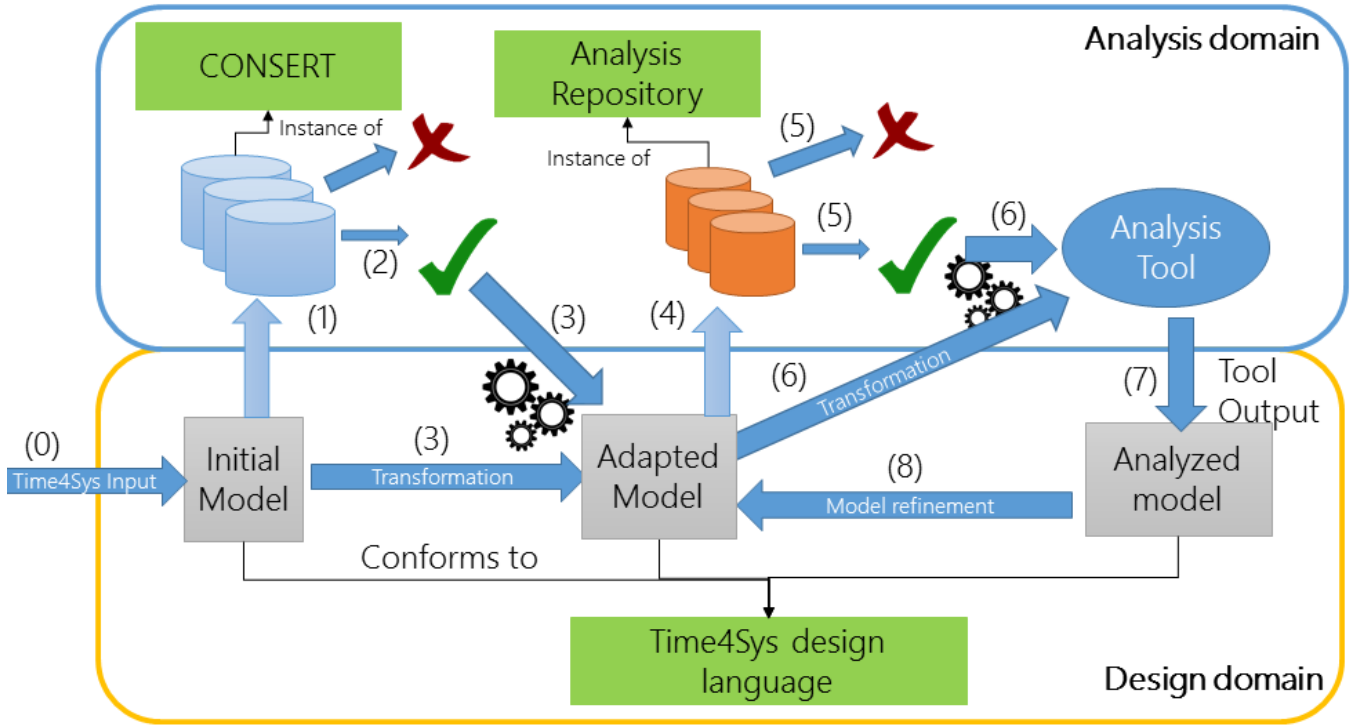 Analysis domain
CONSERT
Analysis
Repository
Instance of
Instance of
(5)
(2)
(5)
(6)
Analysis
Tool
(1)
(3)
(4)
(0)
Time4Sys Input
Initial
Model
(3)
Transformation
Adapted
Model
(6)
Transformation
(7)
Tool
Output
Analyzed
model
(8)
Model refinement
Conforms to
Time4Sys design
language
Design domain